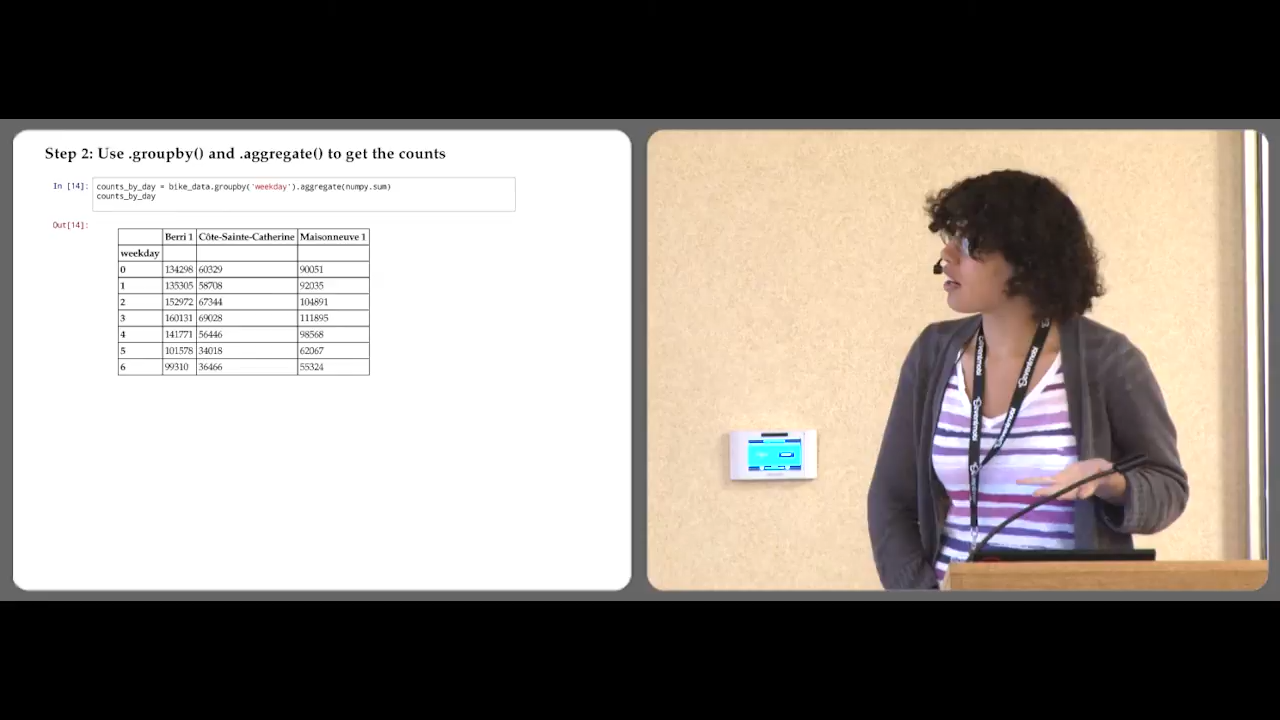 Step 2: Use .groupby() and .aggregate() to get the counts
In [14]: counts_by_day = bike_data.groupby('weekday').aggregate(numpy.sum)
counts_by_day
Out[14]:
Berri 1 Côte-Sainte-Catherine Maisonneuve 1
weekday
0 134298 60329 90051
1 135305 58708 92035
2 152972 67344 104891
3 160131 69028 111895
4 141771 56446 98568
5 101578 34018 62067
6 99310 36466 55324